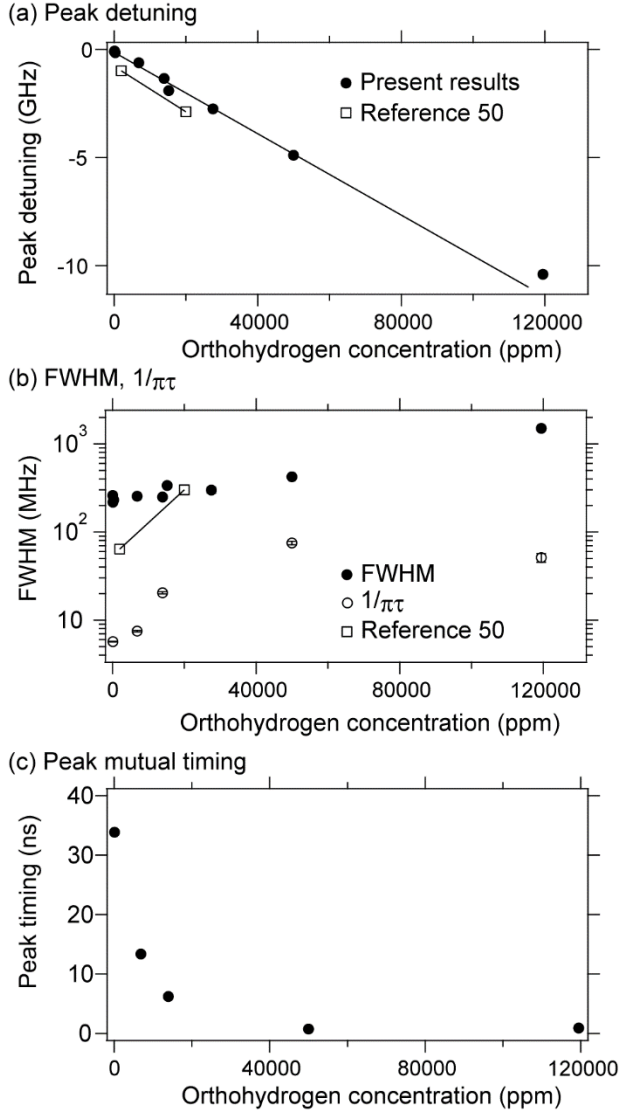 (a) Peak detuning
0
-5
-10
Peak detuning (GHz)
Present results
Reference 50
0 40000 80000 120000
Orthohydrogen concentration (ppm)
(b) FWHM, 1/πτ
10³
10²
10
FWHM (MHz)
FWHM
1/πτ
Reference 50
0 40000 80000 120000
Orthohydrogen concentration (ppm)
(c) Peak mutual timing
40
30
20
10
0
Peak timing (ns)
0 40000 80000 120000
Orthohydrogen concentration (ppm)